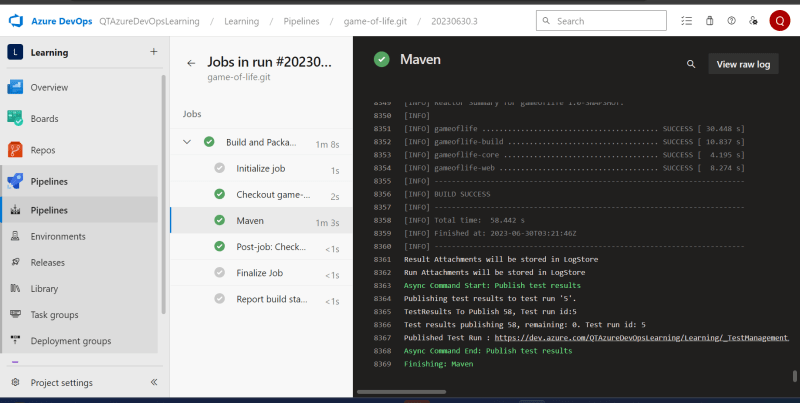 Azure DevOps QTAzureDevOpsLearning / Learning / Pipelines / game-of-life.git / 20230630.3 Search Q
L Learning +
Overview
Boards
Repos
Pipelines
Pipelines
Environments
Releases
Library
Task groups
Deployment groups
Project settings
Jobs in run #20230...
game-of-life.git
Jobs
Build and Packa... 1m 8s
Initialize job 1s
Checkout game-... 2s
Maven 1m 3s
Post-job: Check... <1s
Finalize Job <1s
Report build sta... <1s
Maven
View raw log
8349 [INFO] Reactor Summary for gameoflife 1.0-SNAPSHOT:
8350 [INFO]
8351 [INFO] gameoflife ........................................ SUCCESS [ 30.448 s]
8352 [INFO] gameoflife-build .................................. SUCCESS [ 10.837 s]
8353 [INFO] gameoflife-core ................................... SUCCESS [ 4.195 s]
8354 [INFO] gameoflife-web .................................... SUCCESS [ 8.274 s]
8355 [INFO] ------------------------------------------------------------------------
8356 [INFO] BUILD SUCCESS
8357 [INFO] ------------------------------------------------------------------------
8358 [INFO] Total time: 58.442 s
8359 [INFO] Finished at: 2023-06-30T03:21:46Z
8360 [INFO] ------------------------------------------------------------------------
8361 Result Attachments will be stored in LogStore
8362 Run Attachments will be stored in LogStore
8363 Async Command Start: Publish test results
8364 Publishing test results to test run '5'.
8365 TestResults To Publish 58, Test run id:5
8366 Test results publishing 58, remaining: 0. Test run id: 5
8367 Published Test Run : https://dev.azure.com/QTAzureDevOpsLearning/Learning/_TestManagement
8368 Async Command End: Publish test results
8369 Finishing: Maven